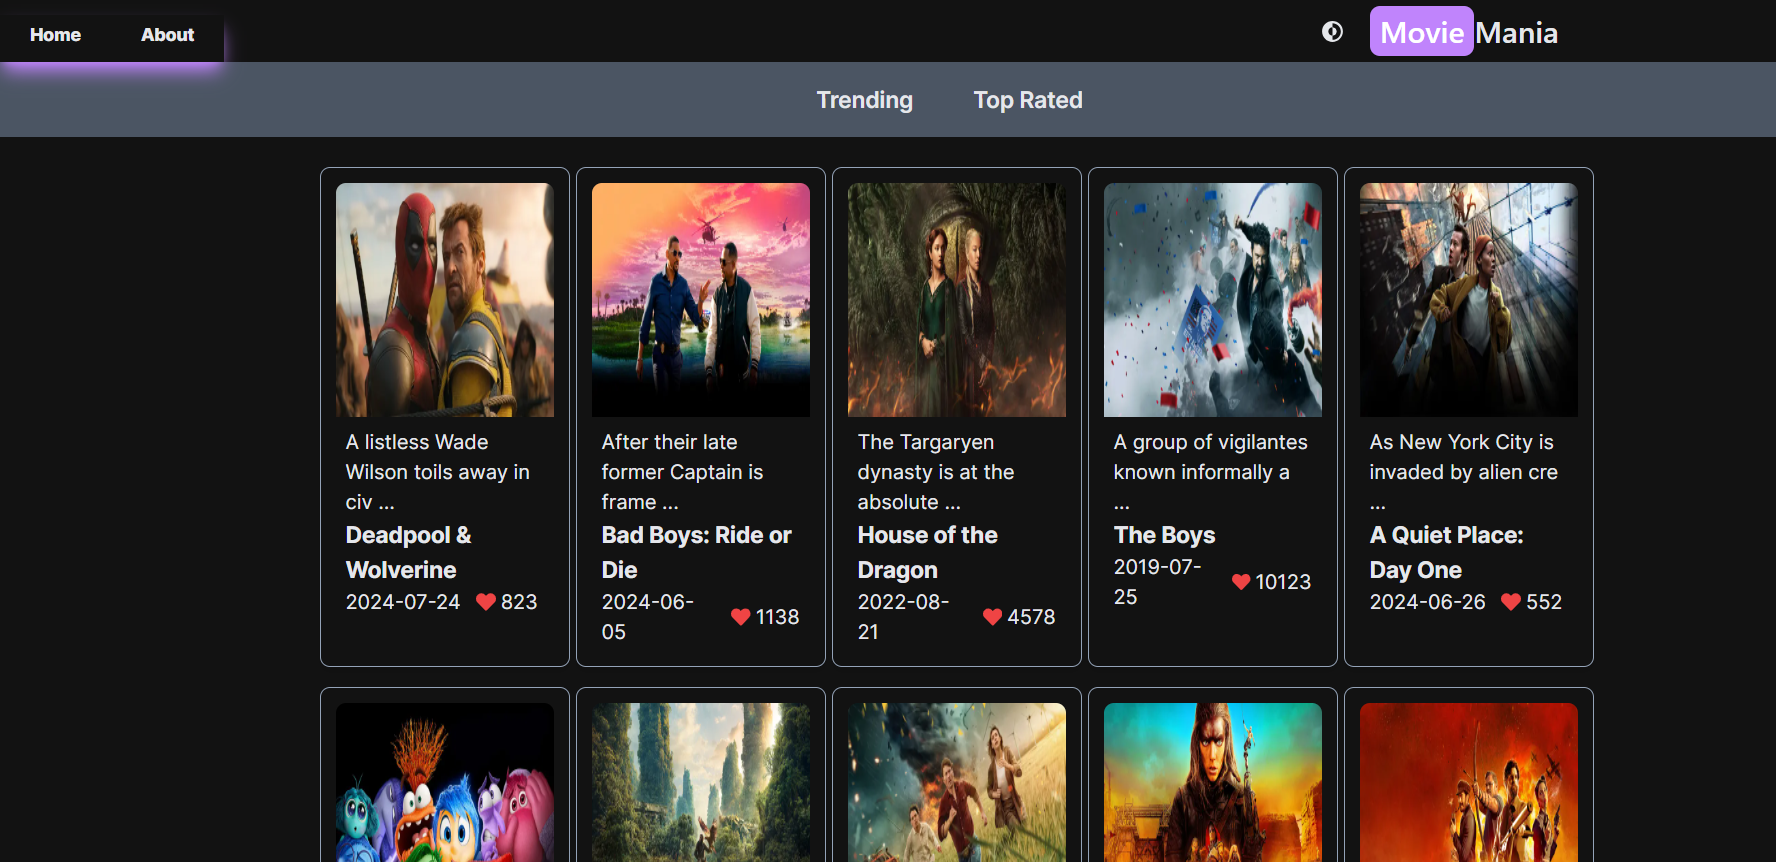 Home About
Movie Mania
Trending Top Rated
A listless Wade
Wilson toils away in
civ ...
Deadpool &
Wolverine
2024-07-24 823
After their late
former Captain is
frame ...
Bad Boys: Ride or
Die
2024-06-
05
1138
The Targaryen
dynasty is at the
absolute ...
House of the
Dragon
2022-08-
21
4578
A group of vigilantes
known informally a
...
The Boys
2019-07-
25
10123
As New York City is
invaded by alien cre
...
A Quiet Place:
Day One
2024-06-26 552